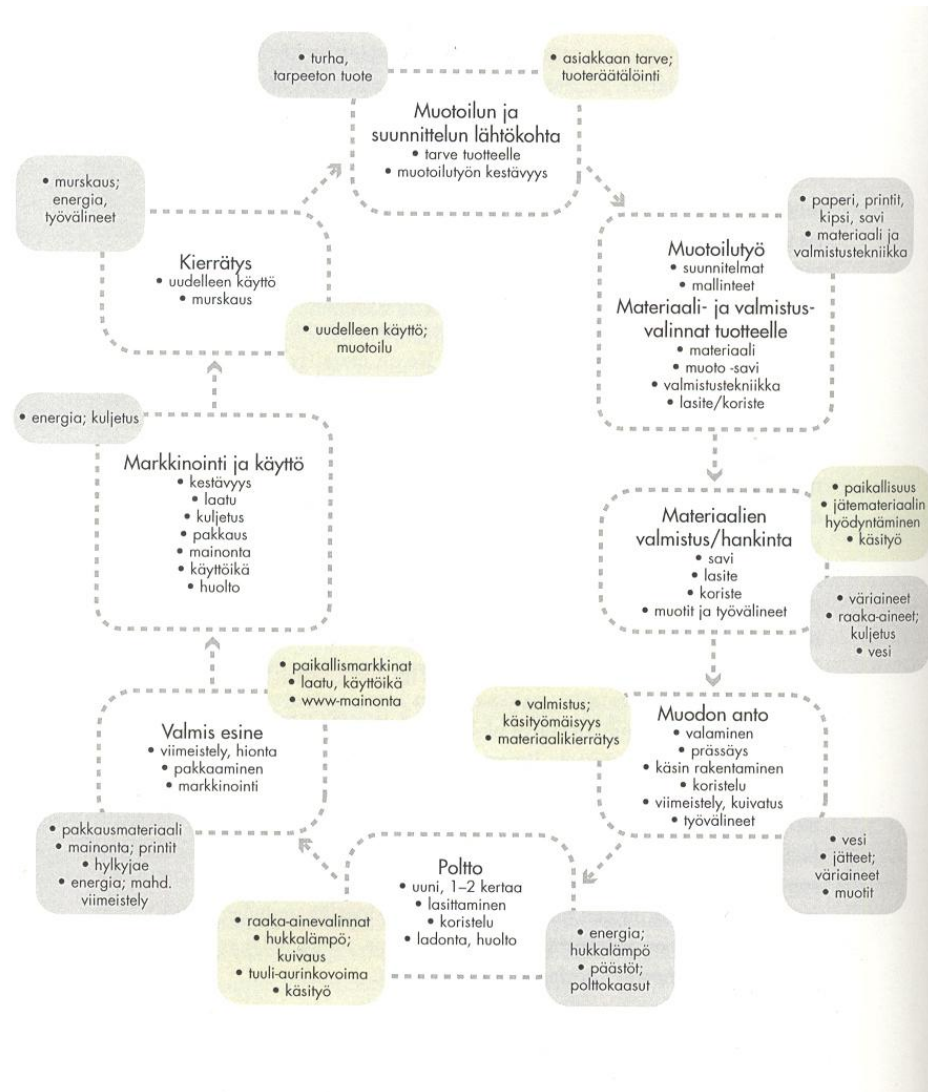 • turha,
tarpeeton tuote
• asiakkaan tarve;
tuoteräätälöinti
Muotoilun ja
suunnittelun lähtökohta
• tarve tuotteelle
• muotoilutyön kestävyys
• paperi, printit,
kipsi, savi
• materiaali ja
valmistustekniikka
Muotoilutyö
• suunnitelmat
• mallinteet
Materiaali- ja valmistus-
valinnat tuotteelle
• materiaali
• muoto -savi
• valmistustekniikka
• lasite/koriste
• paikallisuus
• jätemateriaalin
hyödyntäminen
• käsityö
Materiaalien
valmistus/hankinta
• savi
• lasite
• koriste
• muotit ja työvälineet
• väriaineet
• raaka-aineet;
kuljetus
• vesi
• valmistus;
käsityömäisyys
• materiaalikierrätys
Muodon anto
• valaminen
• prässäys
• käsin rakentaminen
• koristelu
• viimeistely, kuivatus
• työvälineet
• vesi
• jätteet;
väriaineet
• muotit
Poltto
• uuni, 1–2 kertaa
• lasittaminen
• koristelu
• ladonta, huolto
• energia;
hukkalämpö
• päästöt;
polttokaasut
• raaka-ainevalinnat
• hukkalämpö;
kuivaus
• tuuli-aurinkovoima
• käsityö
• paikallismarkkinat
• laatu, käyttöikä
• www-mainonta
Valmis esine
• viimeistely, hionta
• pakkaaminen
• markkinointi
• pakkausmateriaali
• mainonta; printit
• hylkyjae
• energia; mahd.
viimeistely
• energia; kuljetus
Markkinointi ja käyttö
• kestävyys
• laatu
• kuljetus
• pakkaus
• mainonta
• käyttöikä
• huolto
• murskaus;
energia,
työvälineet
Kierrätys
• uudelleen käyttö
• murskaus
• uudelleen käyttö;
muotoilu